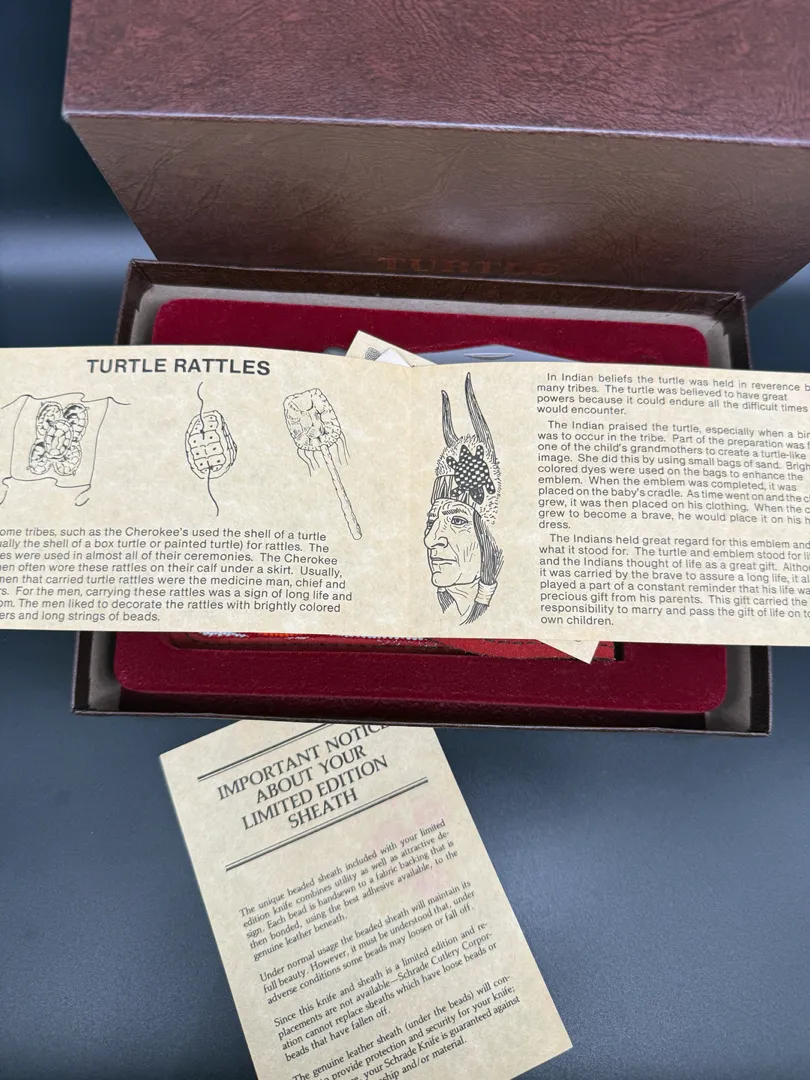 TURTLE
TURTLE RATTLES
ome tribes, such as the Cherokee's used the shell of a turtle
ally the shell of a box turtle or painted turtle) for rattles. The
es were used in almost all of their ceremonies. The Cherokee
en often wore these rattles on their calf under a skirt. Usually,
men that carried turtle rattles were the medicine man, chief and
rs. For the men, carrying these rattles was a sign of long life and
om. The men liked to decorate the rattles with brightly colored
ers and long strings of beads.
In Indian beliefs the turtle was held in reverence b
many tribes. The turtle was believed to have great
powers because it could endure all the difficult times
would encounter.
The Indian praised the turtle, especially when a bir
was to occur in the tribe. Part of the preparation was f
one of the child's grandmothers to create a turtle-like
image. She did this by using small bags of sand. Brigh
colored dyes were used on the bags to enhance the
emblem. When the emblem was completed, it was
placed on the baby's cradle. As time went on and the c
grew, it was then placed on his clothing. When the c
grew to become a brave, he would place it on his h
dress.
The Indians held great regard for this emblem and
what it stood for. The turtle and emblem stood for li
and the Indians thought of life as a great gift. Altho
it was carried by the brave to assure a long life, it al
played a part of a constant reminder that his life wa
precious gift from his parents. This gift carried the
responsibility to marry and pass the gift of life on to
own children.
IMPORTANT NOTICE
ABOUT YOUR
LIMITED EDITION
SHEATH
The unique beaded sheath included with your limited
edition knife combines utility as well as attractive de-
sign. Each bead is handsewn to a fabric backing that is
then bonded, using the best adhesive available, to the
genuine leather beneath.
Under normal usage the beaded sheath will maintain its
full beauty. However, it must be understood that, under
adverse conditions some beads may loosen or fall off.
Since this knife and sheath is a limited edition and re-
placements are not available—Schrade Cutlery Corpor-
ation cannot replace sheaths which have loose beads or
beads that have fallen off.
The genuine leather sheath (under the beads) will con-
to provide protection and security for your knife;
your Schrade Knife is guaranteed against
ship and/or material.